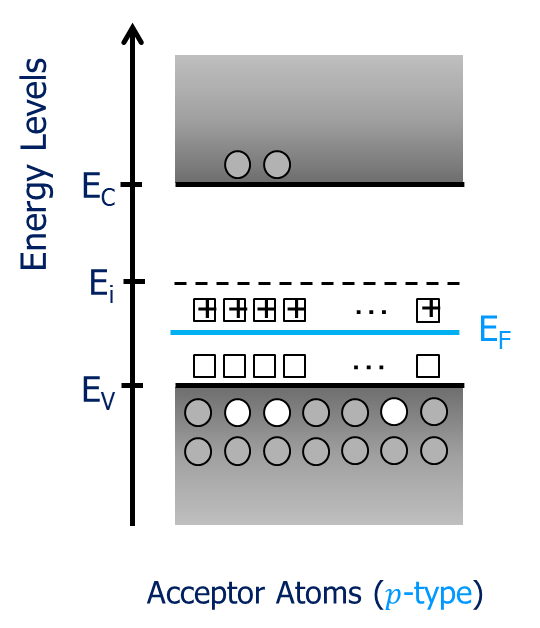 Energy Levels
E_C
E_i
+ + + + ... +
E_F
...
E_V
Acceptor Atoms (p-type)